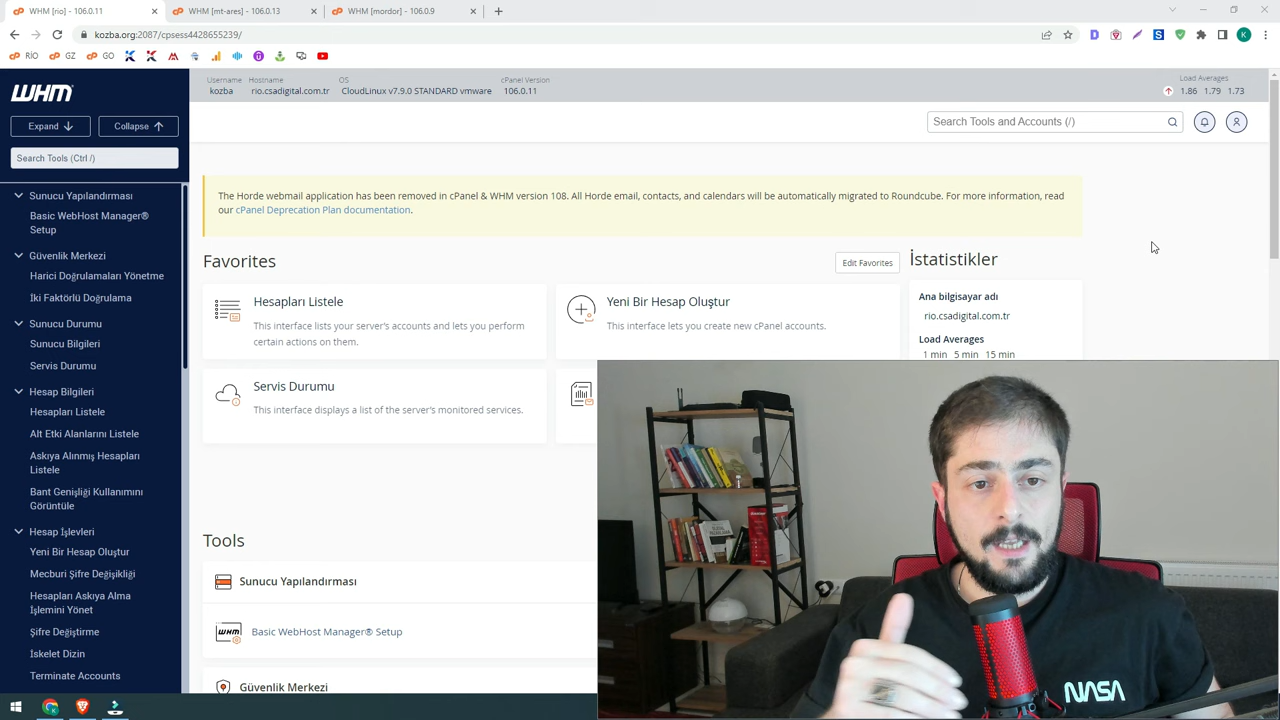 WHM [rio] - 106.0.11
WHM [mt-ares] - 106.0.13
WHM [mordor] - 106.0.9
kozba.org:2087/cpsess4428655239/
RİO
GZ
GO
K
WHM
Username
kozba
Hostname
rio.csadigital.com.tr
OS
CloudLinux v7.9.0 STANDARD vmware
cPanel Version
106.0.11
Load Averages
1.86 1.79 1.73
Expand
Collapse
Search Tools (Ctrl /)
Search Tools and Accounts (/)
Sunucu Yapılandırması
Basic WebHost Manager®
Setup
Güvenlik Merkezi
Harici Doğrulamaları Yönetme
İki Faktörlü Doğrulama
Sunucu Durumu
Sunucu Bilgileri
Servis Durumu
Hesap Bilgileri
Hesapları Listele
Alt Etki Alanlarını Listele
Askıya Alınmış Hesapları
Listele
Bant Genişliği Kullanımını
Görüntüle
Hesap İşlevleri
Yeni Bir Hesap Oluştur
Mecburi Şifre Değişikliği
Hesapları Askıya Alma
İşlemini Yönet
Şifre Değiştirme
İskelet Dizin
Terminate Accounts
The Horde webmail application has been removed in cPanel & WHM version 108. All Horde email, contacts, and calendars will be automatically migrated to Roundcube. For more information, read
our cPanel Deprecation Plan documentation.
Favorites
Edit Favorites
Hesapları Listele
This interface lists your server's accounts and lets you perform
certain actions on them.
Yeni Bir Hesap Oluştur
This interface lets you create new cPanel accounts.
Servis Durumu
This interface displays a list of the server's monitored services.
İstatistikler
Ana bilgisayar adı
rio.csadigital.com.tr
Load Averages
1 min 5 min 15 min
Tools
Sunucu Yapılandırması
WHM
Basic WebHost Manager® Setup
Güvenlik Merkezi
NASA